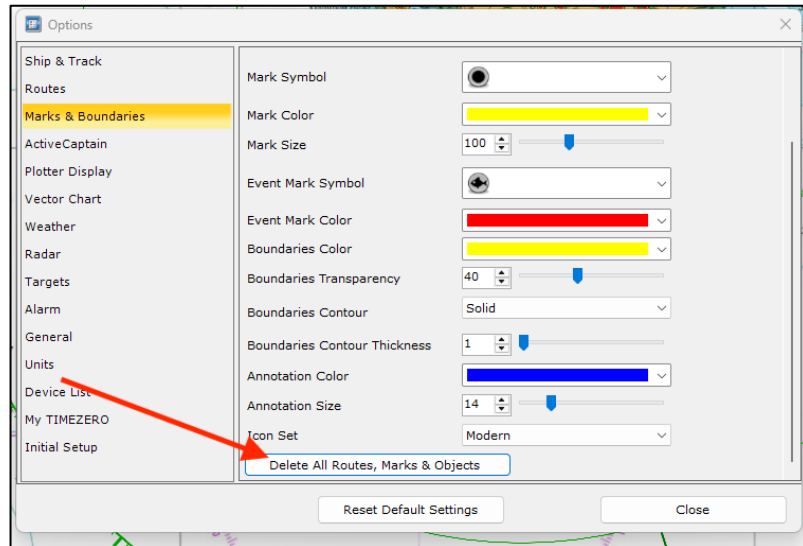 Options
Ship & Track
Routes
Marks & Boundaries
ActiveCaptain
Plotter Display
Vector Chart
Weather
Radar
Targets
Alarm
General
Units
Device List
My TIMEZERO
Initial Setup
Mark Symbol
Mark Color
Mark Size 100
Event Mark Symbol
Event Mark Color
Boundaries Color
Boundaries Transparency 40
Boundaries Contour Solid
Boundaries Contour Thickness 1
Annotation Color
Annotation Size 14
Icon Set Modern
Delete All Routes, Marks & Objects
Reset Default Settings
Close